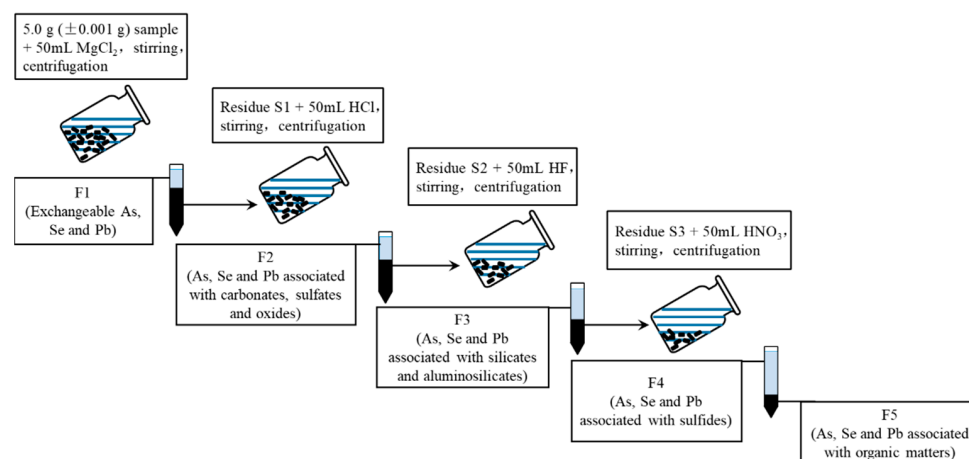 5.0 g (±0.001 g) sample
+ 50mL MgCl₂， stirring，
centrifugation
Residue S1 + 50mL HCl，
stirring， centrifugation
Residue S2 + 50mL HF，
stirring， centrifugation
Residue S3 + 50mL HNO₃，
stirring， centrifugation
F1
(Exchangeable As,
Se and Pb)
F2
(As, Se and Pb associated
with carbonates, sulfates
and oxides)
F3
(As, Se and Pb
associated with silicates
and aluminosilicates)
F4
(As, Se and Pb
associated with sulfides)
F5
(As, Se and Pb associated
with organic matters)